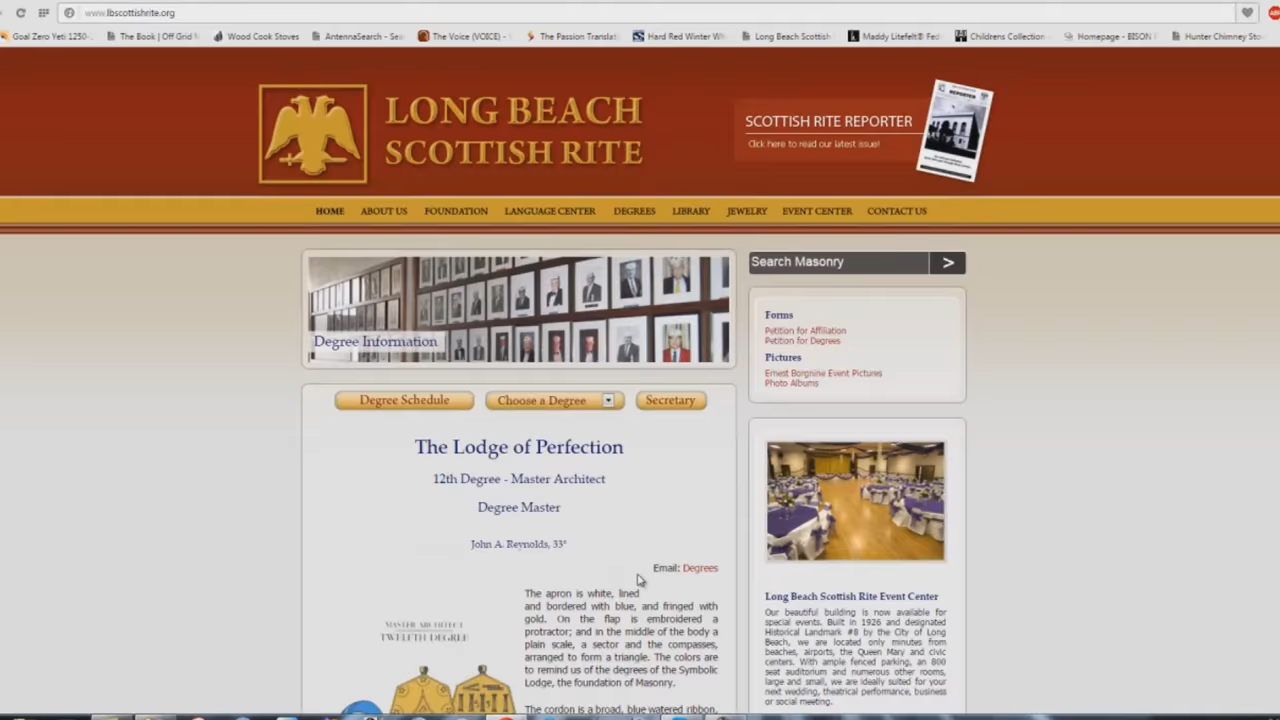 www.lbscottishrite.org
Goal Zero Yeti 1250-
The Book | Off Grid N
Wood Cook Stoves
AntennaSearch - Sea
The Voice (VOICE) -
The Passion Translati
Hard Red Winter Wh
Long Beach Scottish
Maddy Litefelt® Fed
Childrens Collection
Homepage - BISON
Hunter Chimney Sto
LONG BEACH
SCOTTISH RITE
SCOTTISH RITE REPORTER
Click here to read our latest issue!
REPORTER
HOME ABOUT US FOUNDATION LANGUAGE CENTER DEGREES LIBRARY JEWELRY EVENT CENTER CONTACT US
Degree Information
Degree Schedule
Choose a Degree
Secretary
The Lodge of Perfection
12th Degree - Master Architect
Degree Master
John A. Reynolds, 33°
Email: Degrees
The apron is white, lined
and bordered with blue, and fringed with
gold. On the flap is embroidered a
protractor; and in the middle of the body a
plain scale, a sector and the compasses,
arranged to form a triangle. The colors are
to remind us of the degrees of the Symbolic
Lodge, the foundation of Masonry.
The cordon is a broad, blue watered ribbon,
MASTER ARCHITECT
TWELFTH DEGREE
Search Masonry >
Forms
Petition for Affiliation
Petition for Degrees
Pictures
Ernest Borgnine Event Pictures
Photo Albums
Long Beach Scottish Rite Event Center
Our beautiful building is now available for
special events. Built in 1926 and designated
Historical Landmark #8 by the City of Long
Beach, we are located only minutes from
beaches, airports, the Queen Mary and civic
centers. With ample fenced parking, an 800
seat auditorium and numerous other rooms,
large and small, we are ideally suited for your
next wedding, theatrical performance, business
or social meeting.